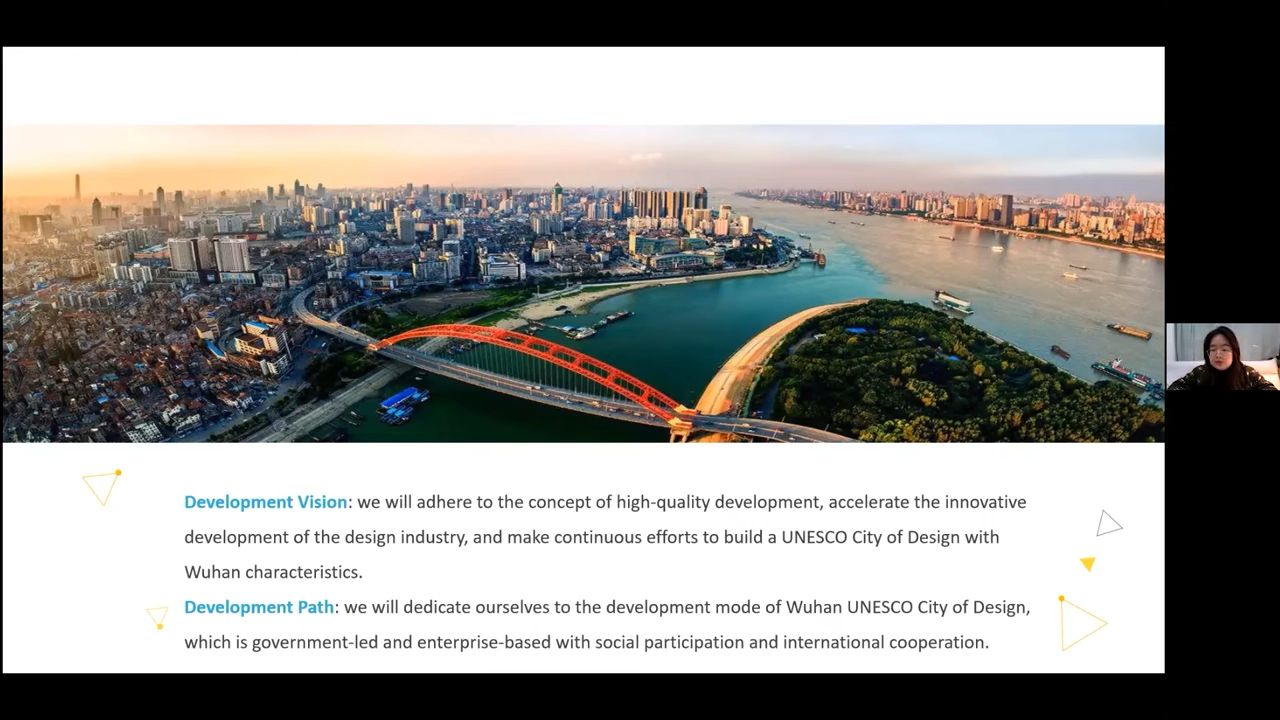 Development Vision: we will adhere to the concept of high-quality development, accelerate the innovative
development of the design industry, and make continuous efforts to build a UNESCO City of Design with
Wuhan characteristics.
Development Path: we will dedicate ourselves to the development mode of Wuhan UNESCO City of Design,
which is government-led and enterprise-based with social participation and international cooperation.